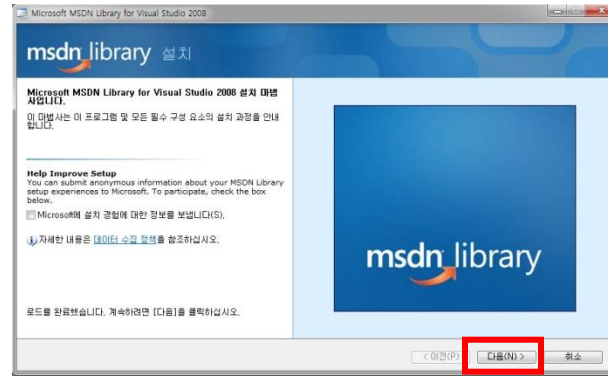 Microsoft MSDN Library for Visual Studio 2008
msdn library 설치
Microsoft MSDN Library for Visual Studio 2008 설치 마법
사입니다.
이 마법사는 이 프로그램 및 모든 필수 구성 요소의 설치 과정을 안내
합니다.
Help Improve Setup
You can submit anonymous information about your MSDN Library
setup experiences to Microsoft. To participate, check the box
below.
Microsoft에 설치 경험에 대한 정보를 보냅니다(S).
자세한 내용은 데이터 수집 정책을 참조하십시오.
msdn library
로드를 완료했습니다. 계속하려면 [다음]을 클릭하십시오.
< 이전(P) 다음(N) > 취소